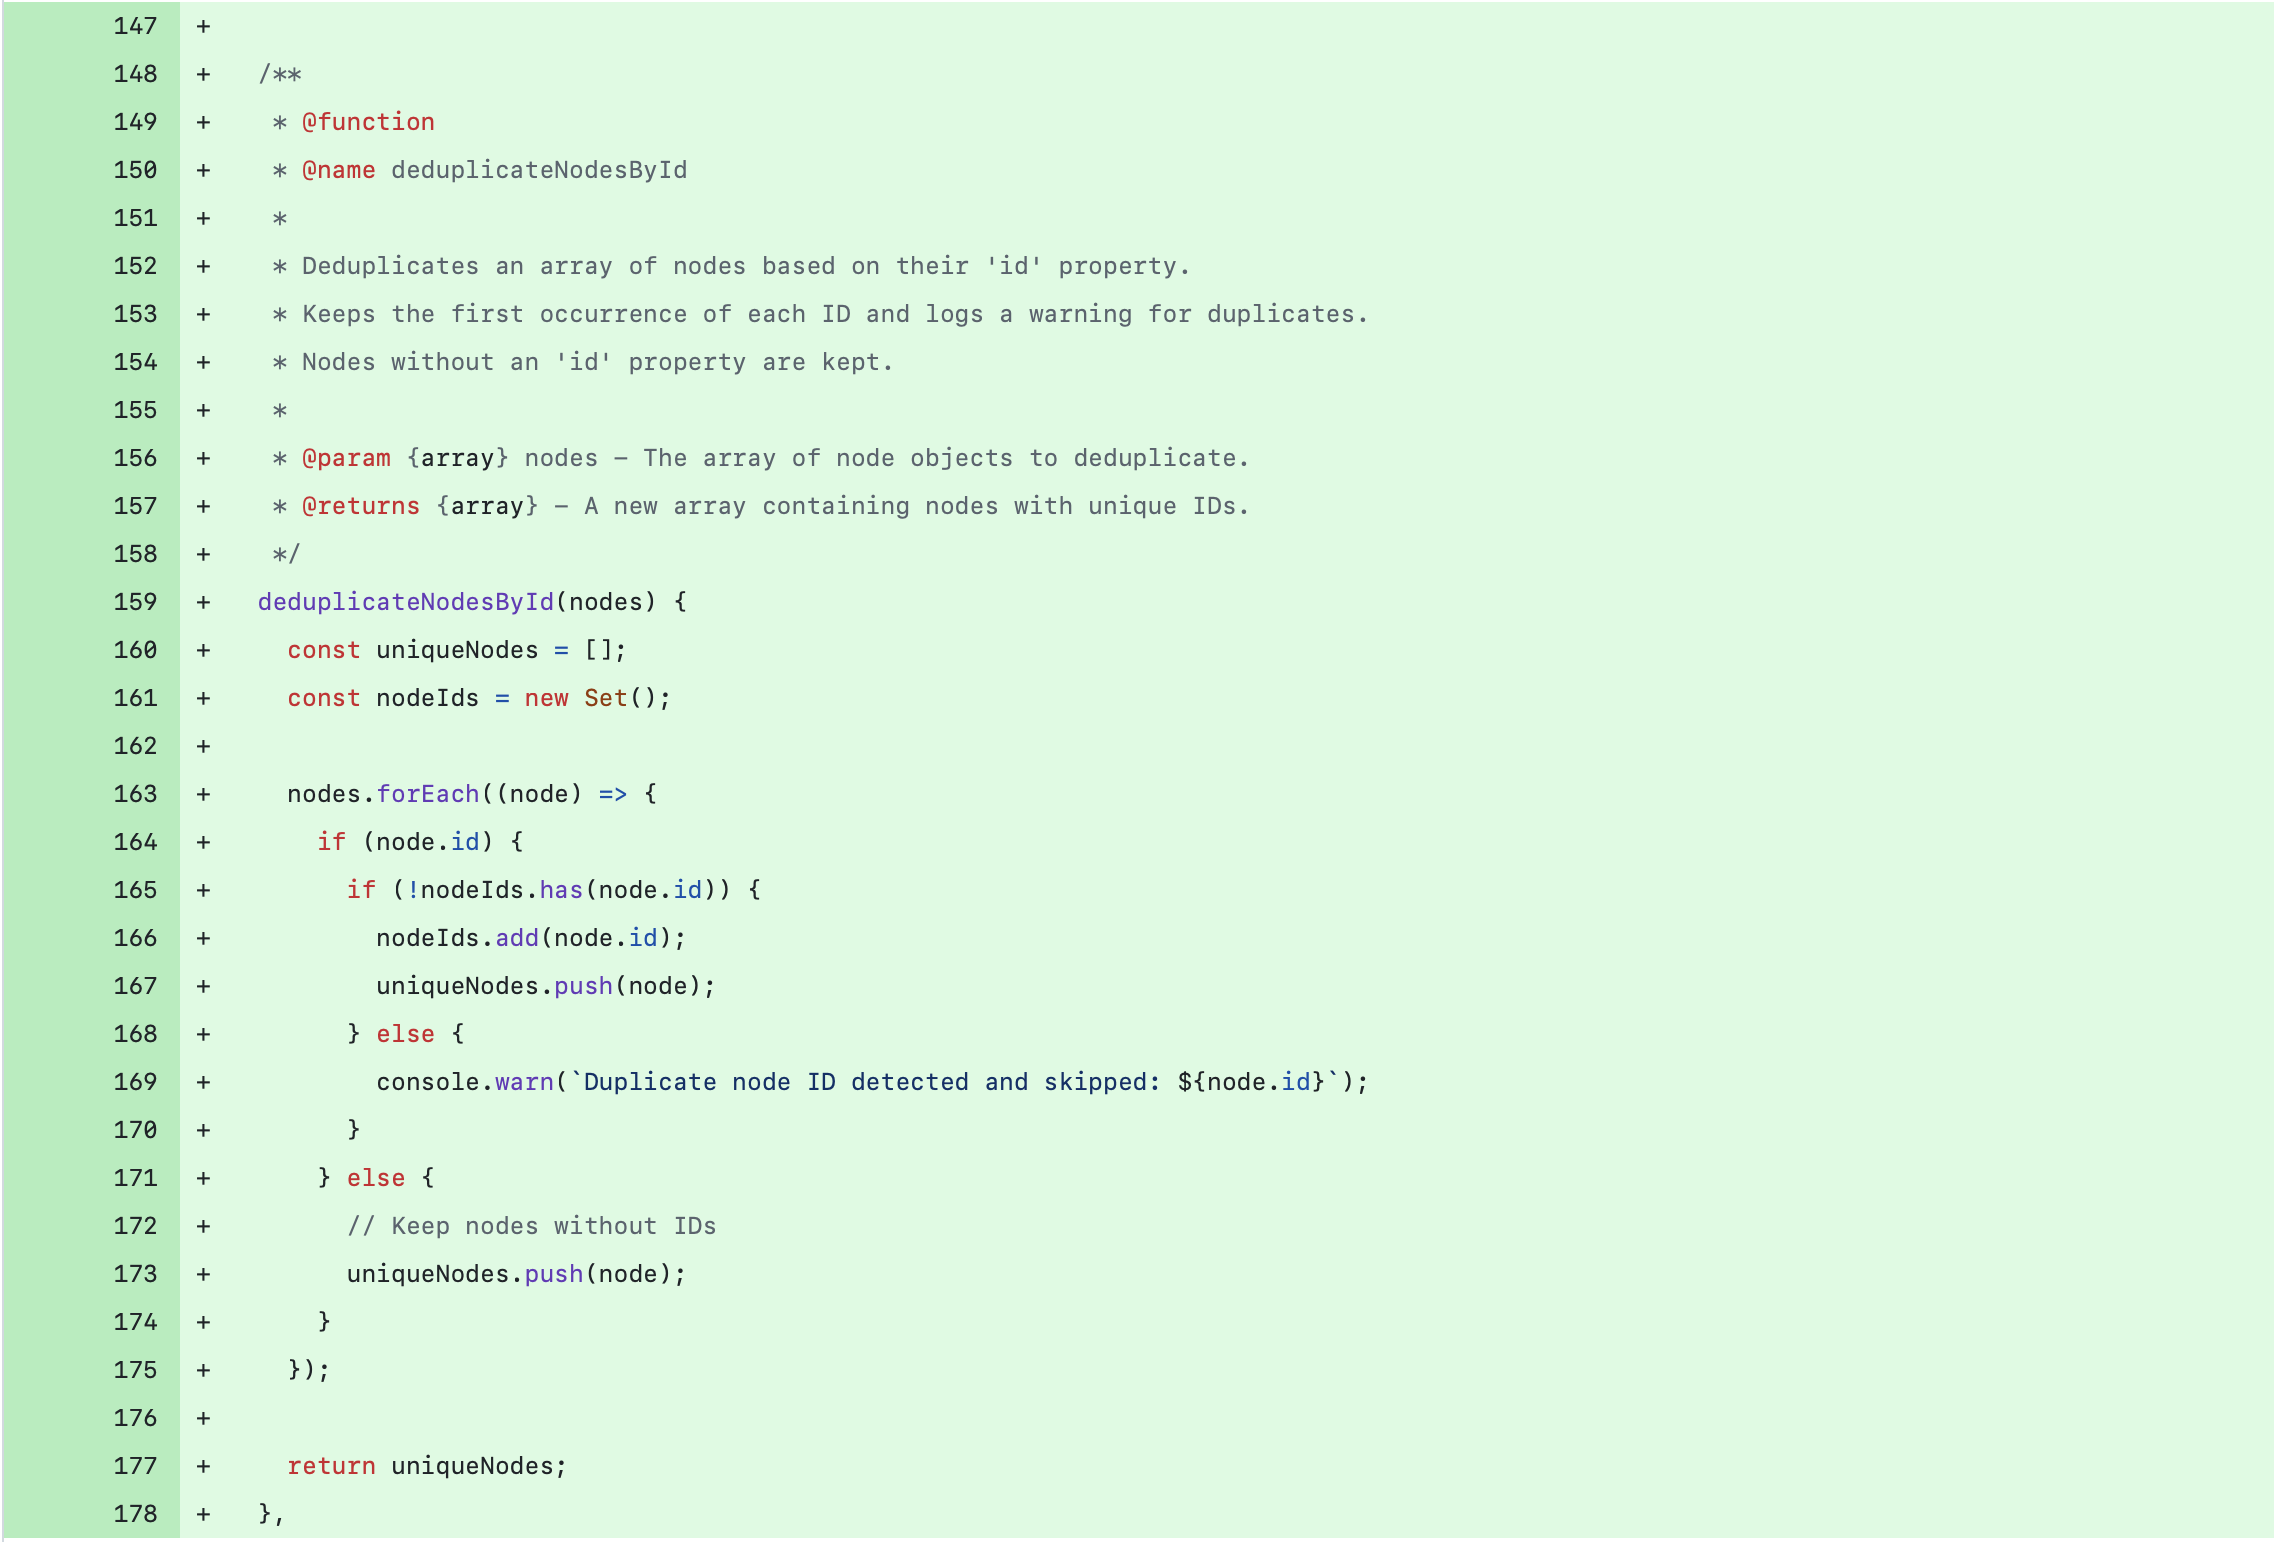 147 +
148 + /**
149 + * @function
150 + * @name deduplicateNodesById
151 + *
152 + * Deduplicates an array of nodes based on their 'id' property.
153 + * Keeps the first occurrence of each ID and logs a warning for duplicates.
154 + * Nodes without an 'id' property are kept.
155 + *
156 + * @param {array} nodes – The array of node objects to deduplicate.
157 + * @returns {array} – A new array containing nodes with unique IDs.
158 + */
159 + deduplicateNodesById(nodes) {
160 + const uniqueNodes = [];
161 + const nodeIds = new Set();
162 +
163 + nodes.forEach((node) => {
164 + if (node.id) {
165 + if (!nodeIds.has(node.id)) {
166 + nodeIds.add(node.id);
167 + uniqueNodes.push(node);
168 + } else {
169 + console.warn(`Duplicate node ID detected and skipped: ${node.id}`);
170 + }
171 + } else {
172 + // Keep nodes without IDs
173 + uniqueNodes.push(node);
174 + }
175 + });
176 +
177 + return uniqueNodes;
178 + },